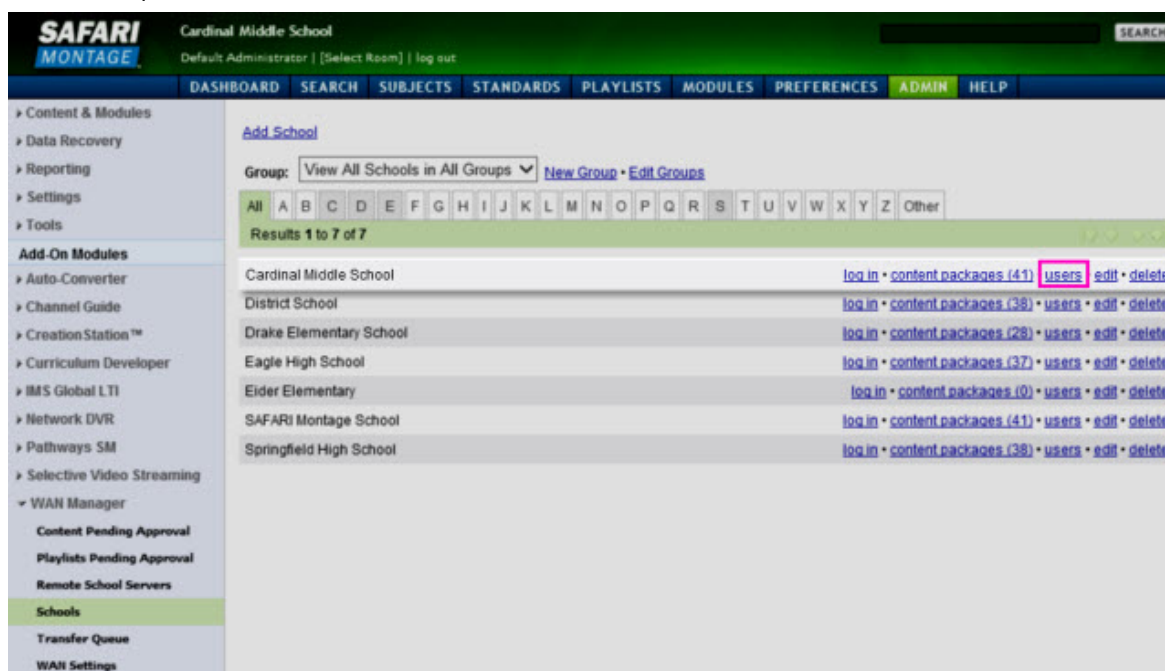 SAFARI
MONTAGE
Cardinal Middle School
Default Administrator | [Select Room] | log out
SEARCH
DASHBOARD SEARCH SUBJECTS STANDARDS PLAYLISTS MODULES PREFERENCES ADMIN HELP
Content & Modules
Data Recovery
Reporting
Settings
Tools
Add-On Modules
Auto-Converter
Channel Guide
CreationStation™
Curriculum Developer
IMS Global LTI
Network DVR
Pathways SM
Selective Video Streaming
WAN Manager
Content Pending Approval
Playlists Pending Approval
Remote School Servers
Schools
Transfer Queue
WAN Settings
Add School
Group: View All Schools in All Groups New Group • Edit Groups
All A B C D E F G H I J K L M N O P Q R S T U V W X Y Z Other
Results 1 to 7 of 7
Cardinal Middle School log in • content packages (41) • users • edit • delete
District School log in • content packages (38) • users • edit • delete
Drake Elementary School log in • content packages (28) • users • edit • delete
Eagle High School log in • content packages (37) • users • edit • delete
Eider Elementary log in • content packages (0) • users • edit • delete
SAFARI Montage School log in • content packages (41) • users • edit • delete
Springfield High School log in • content packages (38) • users • edit • delete